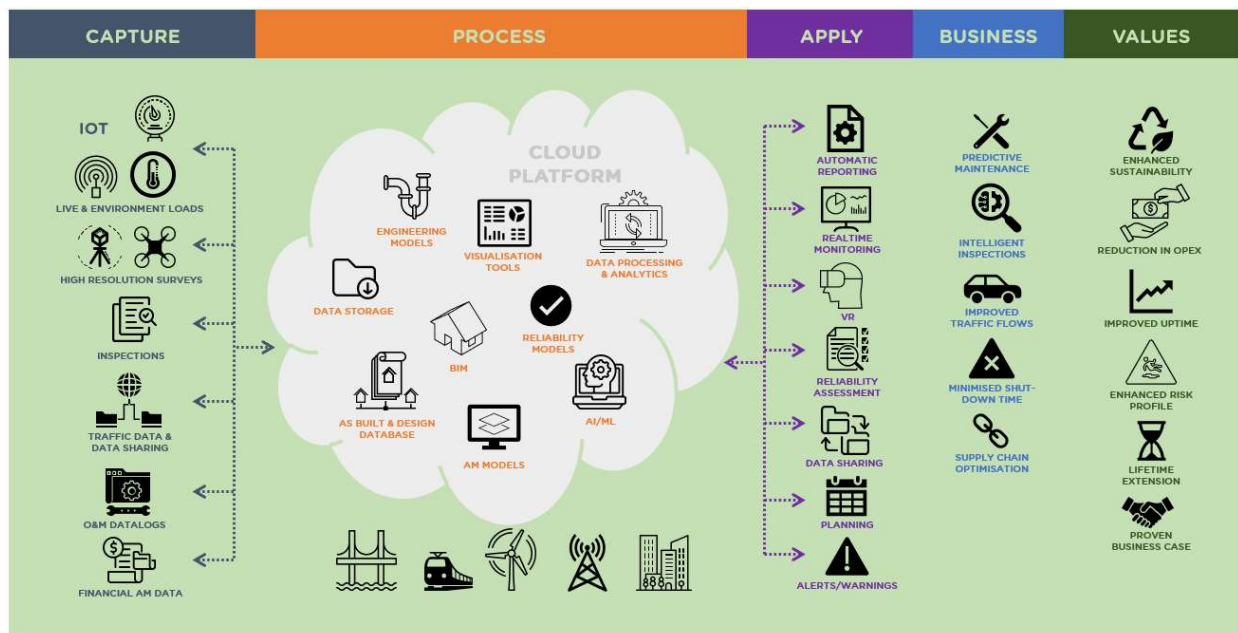 CAPTURE
PROCESS
APPLY
BUSINESS
VALUES
IOT
LIVE & ENVIRONMENT LOADS
HIGH RESOLUTION SURVEYS
INSPECTIONS
TRAFFIC DATA &
DATA SHARING
O&M DATALOGS
FINANCIAL AM DATA
CLOUD
PLATFORM
ENGINEERING
MODELS
VISUALISATION
TOOLS
DATA PROCESSING
& ANALYTICS
DATA STORAGE
BIM
RELIABILITY
MODELS
AS BUILT & DESIGN
DATABASE
AM MODELS
AI/ML
AUTOMATIC
REPORTING
REALTIME
MONITORING
VR
RELIABILITY
ASSESSMENT
DATA SHARING
PLANNING
ALERTS/WARNINGS
PREDICTIVE
MAINTENANCE
INTELLIGENT
INSPECTIONS
IMPROVED
TRAFFIC FLOWS
MINIMISED SHUT-
DOWN TIME
SUPPLY CHAIN
OPTIMISATION
ENHANCED
SUSTAINABILITY
REDUCTION IN OPEX
IMPROVED UPTIME
ENHANCED RISK
PROFILE
LIFETIME
EXTENSION
PROVEN
BUSINESS CASE